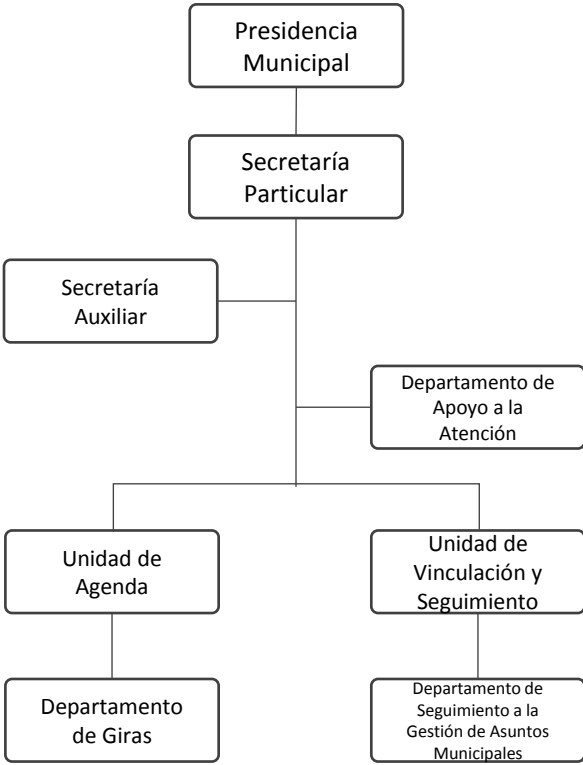 Presidencia
Municipal
Secretaría
Particular
Secretaría
Auxiliar
Departamento de
Apoyo a la
Atención
Unidad de
Agenda
Unidad de
Vinculación y
Seguimiento
Departamento
de Giras
Departamento de
Seguimiento a la
Gestión de Asuntos
Municipales